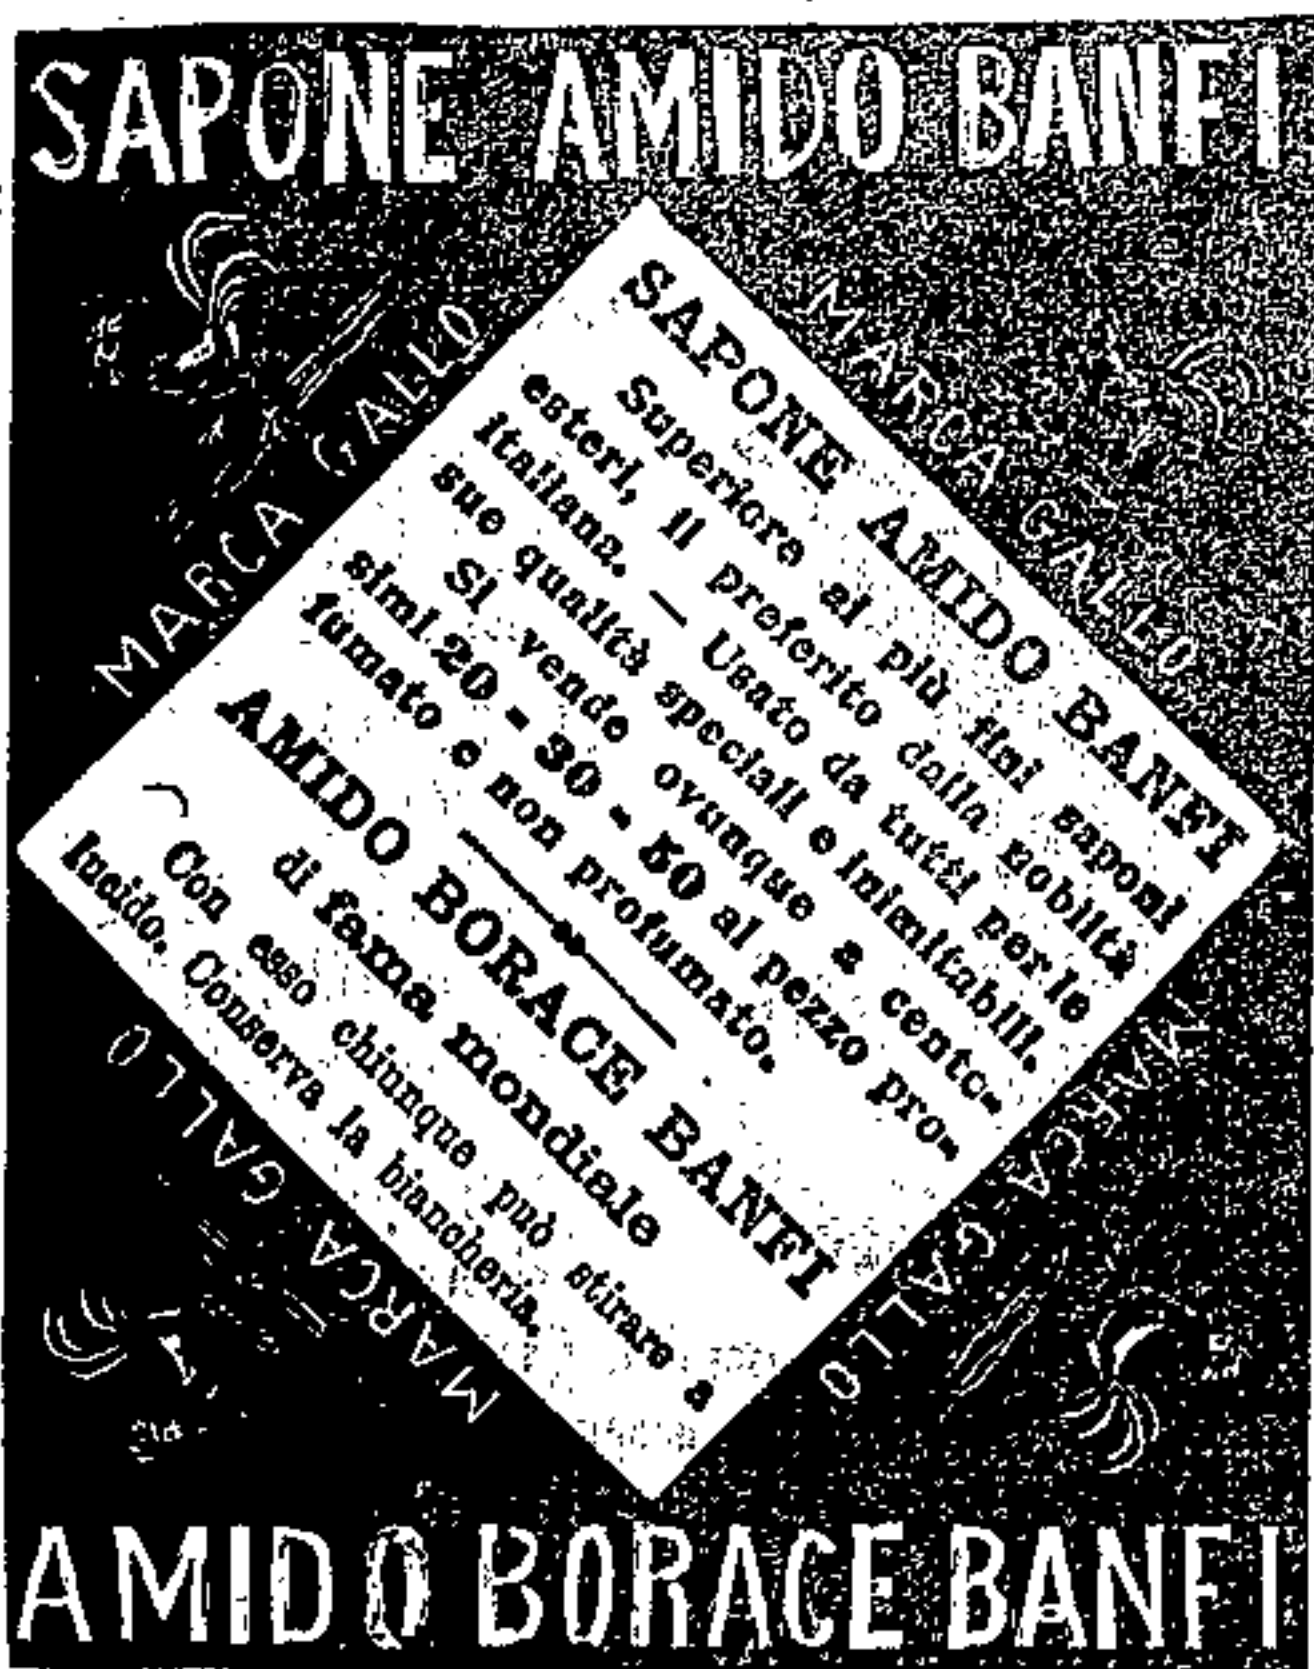 SAPONE AMIDO BANFI
MARCA GALLO
MARCA GALLO
SAPONE AMIDO BANFI
Superiore ai più fini saponi
esteri, il preferito dalla nobiltà
italiana. — Usato da tutti per le
sue qualità speciali e inimitabili.
Si vende ovunque a cente-
simi 20 - 30 - 50 al pezzo pro-
fumato e non profumato.
AMIDO BORACE BANFI
di fama mondiale
Con esso chiunque può stirare a
lucido. Conserva la biancheria.
MARCA GALLO
MARCA GALLO
AMIDO BORACE BANFI